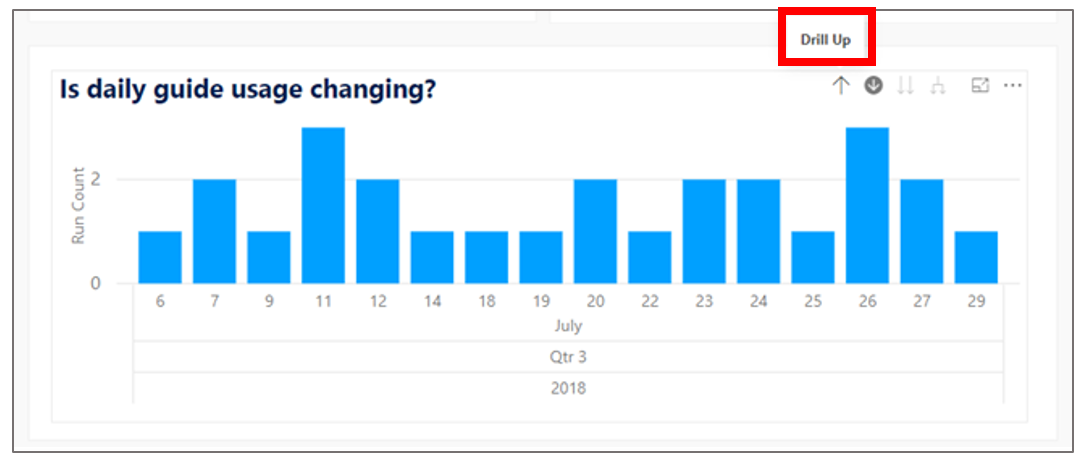 Drill Up
Is daily guide usage changing?
Run Count
2
0
6 7 9 11 12 14 18 19 20 22 23 24 25 26 27 29
July
Qtr 3
2018